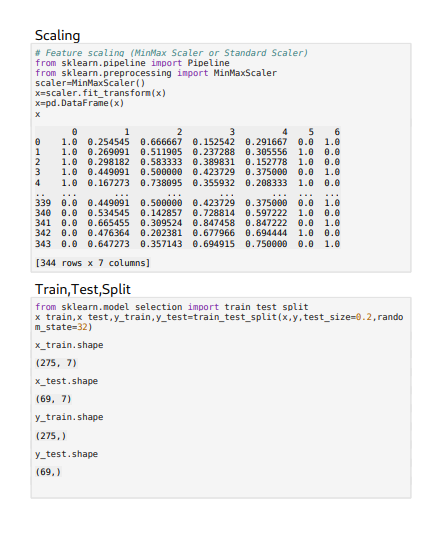 Scaling
# Feature scaling (MinMax Scaler or Standard Scaler)
from sklearn.pipeline import Pipeline
from sklearn.preprocessing import MinMaxScaler
scaler=MinMaxScaler()
x=scaler.fit_transform(x)
x=pd.DataFrame(x)
x
0 1 2 3 4 5 6
0 1.0 0.254545 0.666667 0.152542 0.291667 0.0 1.0
1 1.0 0.269091 0.511905 0.237288 0.305556 1.0 0.0
2 1.0 0.298182 0.583333 0.389831 0.152778 1.0 0.0
3 1.0 0.449091 0.500000 0.423729 0.375000 0.0 1.0
4 1.0 0.167273 0.738095 0.355932 0.208333 1.0 0.0
.. ... ... ... ... ... ... ...
339 0.0 0.449091 0.500000 0.423729 0.375000 0.0 1.0
340 0.0 0.534545 0.142857 0.728814 0.597222 1.0 0.0
341 0.0 0.665455 0.309524 0.847458 0.847222 0.0 1.0
342 0.0 0.476364 0.202381 0.677966 0.694444 1.0 0.0
343 0.0 0.647273 0.357143 0.694915 0.750000 0.0 1.0
[344 rows x 7 columns]
Train,Test,Split
from sklearn.model_selection import train_test_split
x_train,x_test,y_train,y_test=train_test_split(x,y,test_size=0.2,rando
m_state=32)
x_train.shape
(275, 7)
x_test.shape
(69, 7)
y_train.shape
(275,)
y_test.shape
(69,)